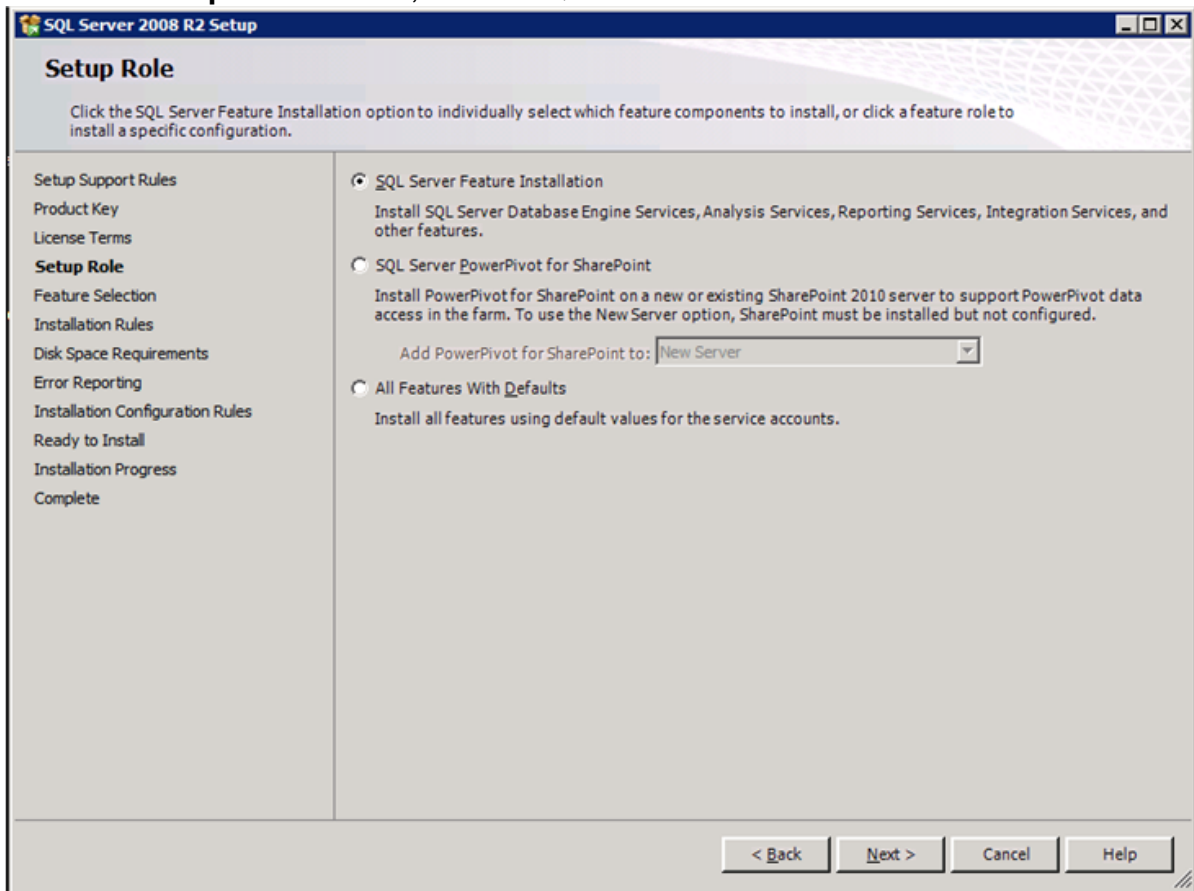 SQL Server 2008 R2 Setup
Setup Role
Click the SQL Server Feature Installation option to individually select which feature components to install, or click a feature role to
install a specific configuration.
Setup Support Rules
Product Key
License Terms
Setup Role
Feature Selection
Installation Rules
Disk Space Requirements
Error Reporting
Installation Configuration Rules
Ready to Install
Installation Progress
Complete
SQL Server Feature Installation
Install SQL Server Database Engine Services, Analysis Services, Reporting Services, Integration Services, and
other features.
SQL Server PowerPivot for SharePoint
Install PowerPivot for SharePoint on a new or existing SharePoint 2010 server to support PowerPivot data
access in the farm. To use the New Server option, SharePoint must be installed but not configured.
Add PowerPivot for SharePoint to: New Server
All Features With Defaults
Install all features using default values for the service accounts.
< Back Next > Cancel Help